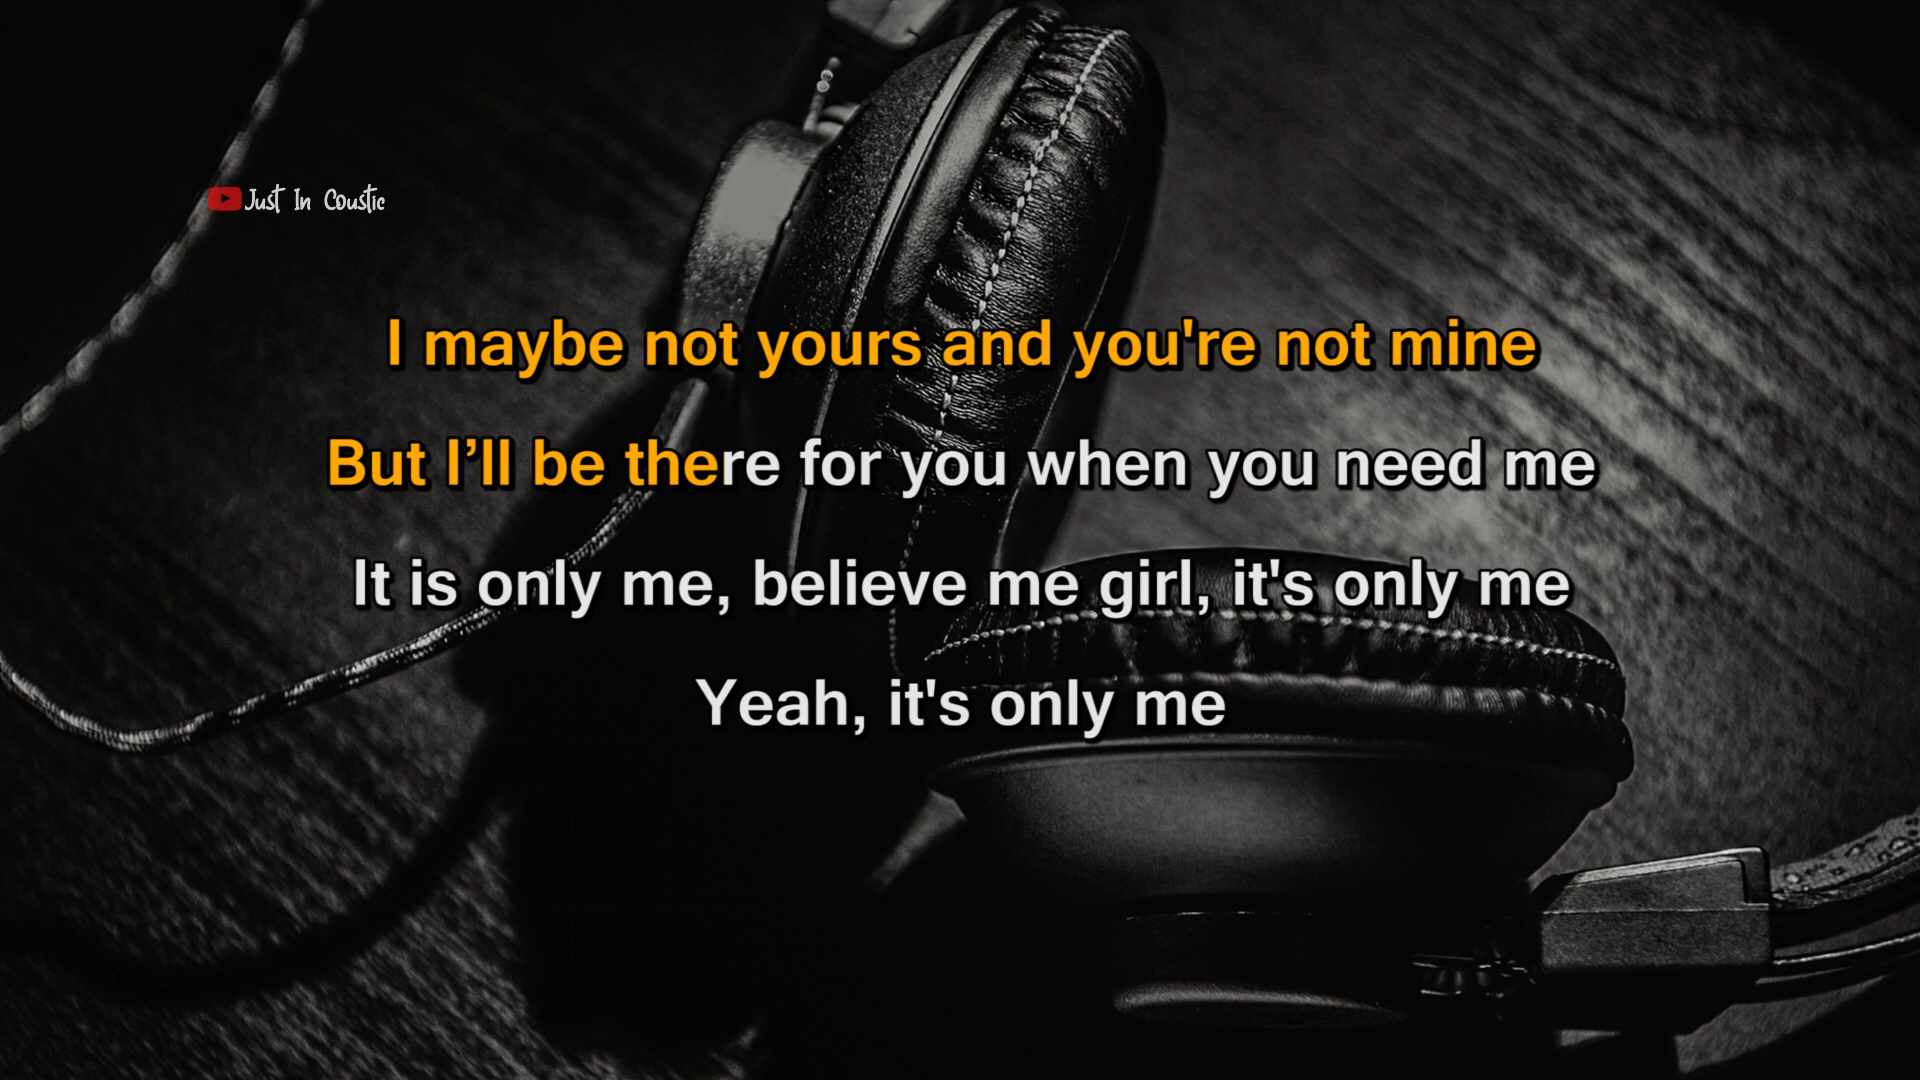 Just In Coustic
I maybe not yours and you're not mine
But I’ll be there for you when you need me
It is only me, believe me girl, it's only me
Yeah, it's only me